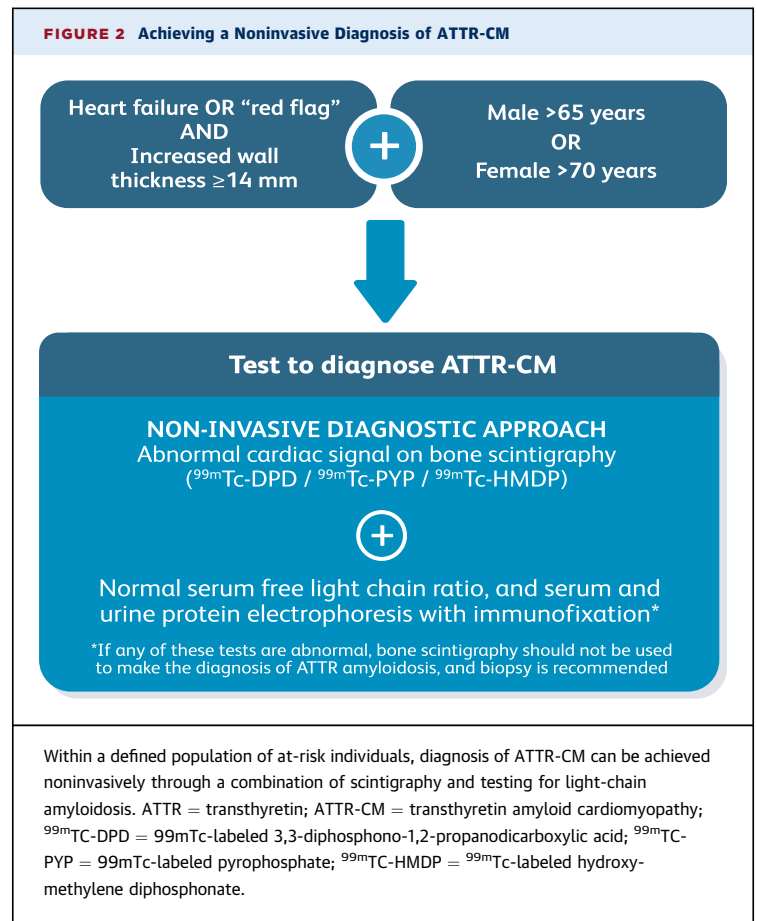 FIGURE 2 Achieving a Noninvasive Diagnosis of ATTR-CM
Heart failure OR “red flag”
AND
Increased wall
thickness ≥14 mm
+
Male >65 years
OR
Female >70 years
Test to diagnose ATTR-CM
NON-INVASIVE DIAGNOSTIC APPROACH
Abnormal cardiac signal on bone scintigraphy
(⁹⁹ᵐTc-DPD / ⁹⁹ᵐTc-PYP / ⁹⁹ᵐTc-HMDP)
+
Normal serum free light chain ratio, and serum and
urine protein electrophoresis with immunofixation*
*If any of these tests are abnormal, bone scintigraphy should not be used
to make the diagnosis of ATTR amyloidosis, and biopsy is recommended
Within a defined population of at-risk individuals, diagnosis of ATTR-CM can be achieved
noninvasively through a combination of scintigraphy and testing for light-chain
amyloidosis. ATTR = transthyretin; ATTR-CM = transthyretin amyloid cardiomyopathy;
⁹⁹ᵐTC-DPD = 99mTc-labeled 3,3-diphosphono-1,2-propanodicarboxylic acid; ⁹⁹ᵐTC-
PYP = 99mTc-labeled pyrophosphate; ⁹⁹ᵐTC-HMDP = ⁹⁹ᵐTc-labeled hydroxy-
methylene diphosphonate.